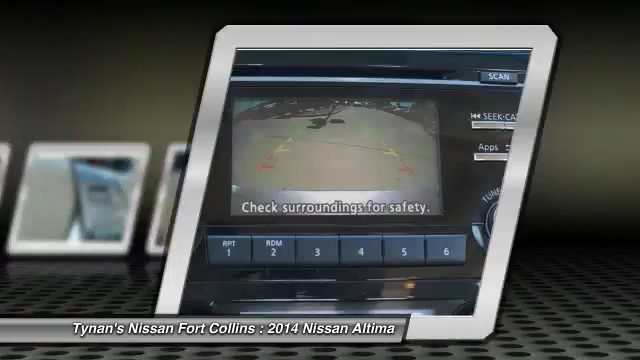 SCAN
SEEK·CA
Apps
TUNE
Check surroundings for safety.
RPT RDM
1 2 3 4 5 6
Tynan's Nissan Fort Collins : 2014 Nissan Altima